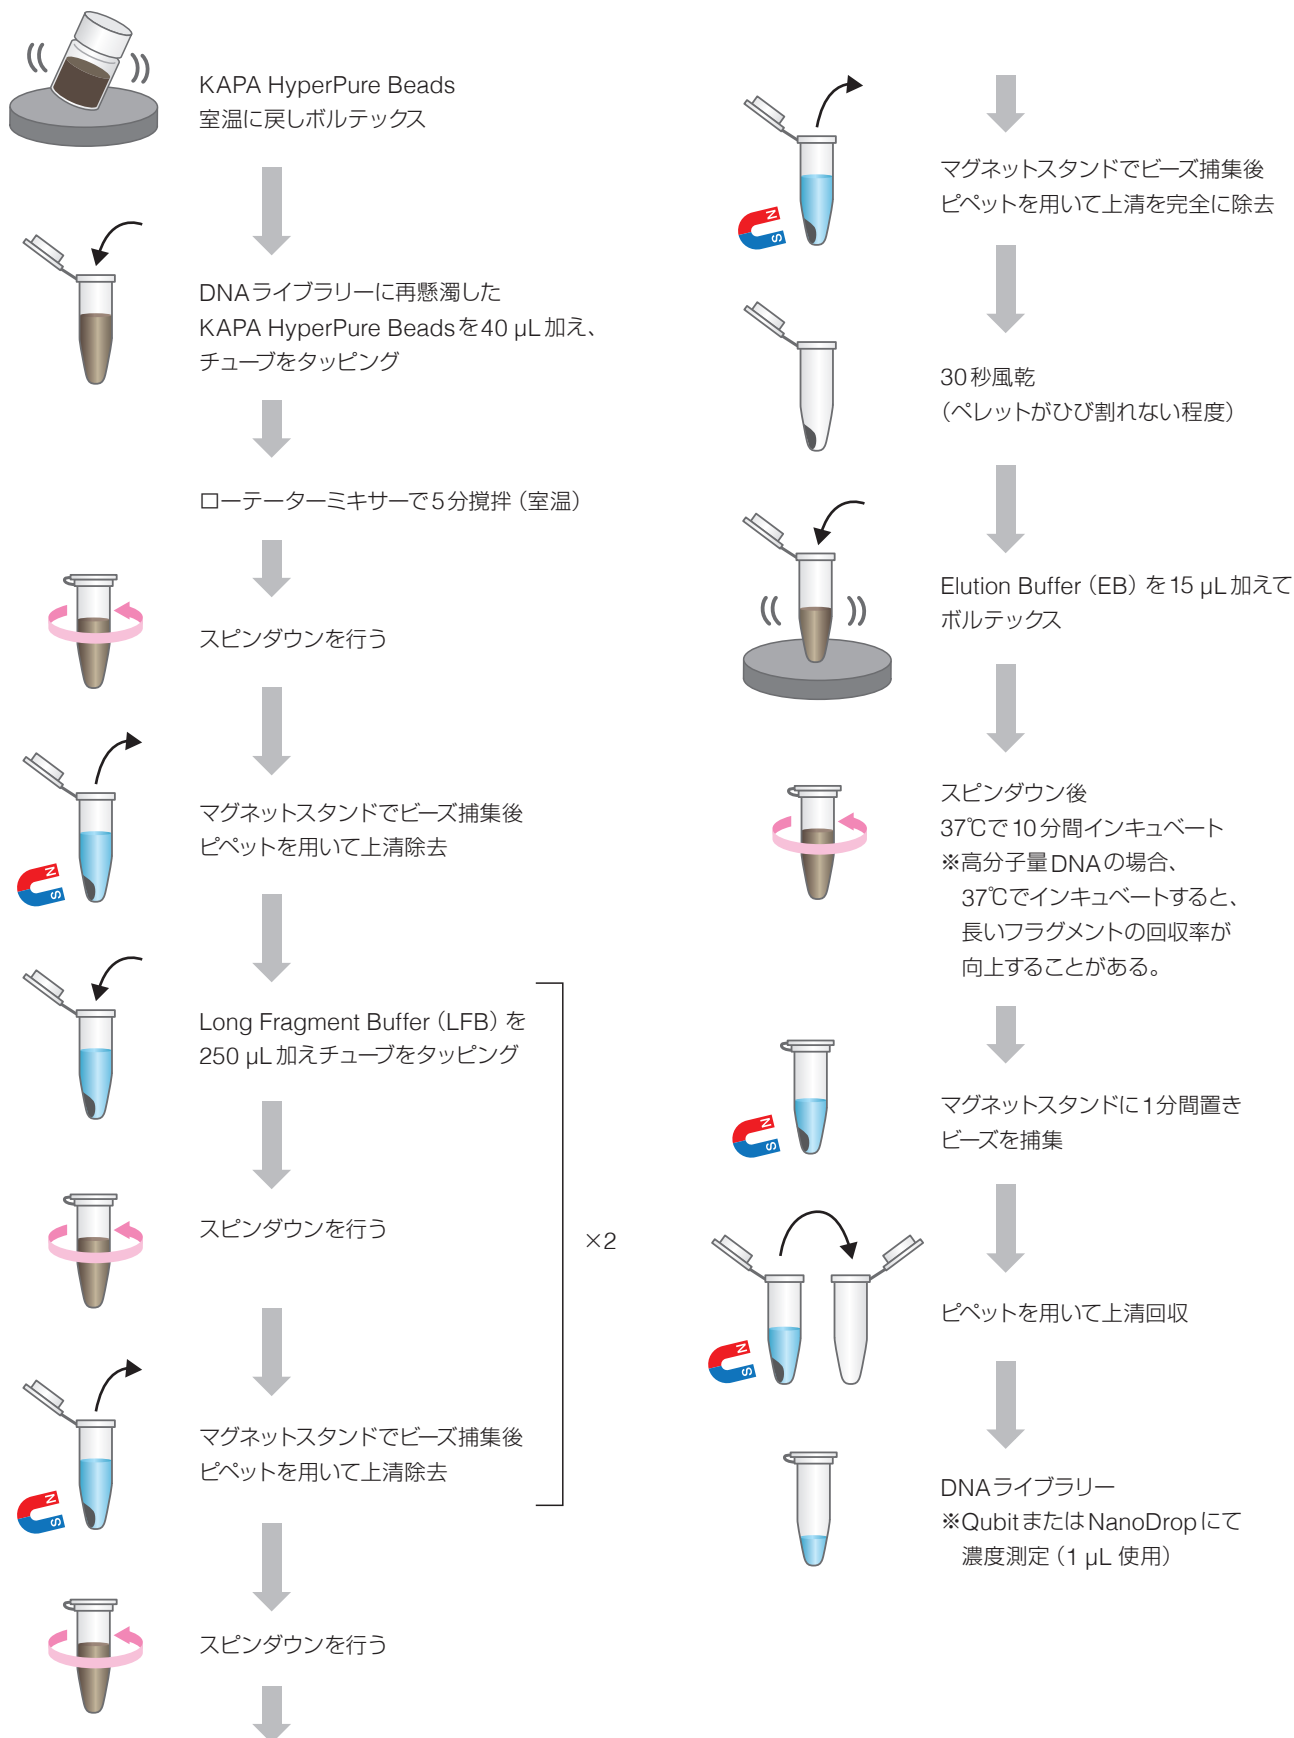 KAPA HyperPure Beads
室温に戻しボルテックス
DNAライブラリーに再懸濁した
KAPA HyperPure Beadsを40 µL加え、
チューブをタッピング
ローテーターミキサーで5分撹拌（室温）
スピンダウンを行う
マグネットスタンドでビーズ捕集後
ピペットを用いて上清除去
N
S
Long Fragment Buffer（LFB）を
250 µL加えチューブをタッピング
スピンダウンを行う
×2
マグネットスタンドでビーズ捕集後
ピペットを用いて上清除去
N
S
スピンダウンを行う
マグネットスタンドでビーズ捕集後
ピペットを用いて上清を完全に除去
N
S
30秒風乾
（ペレットがひび割れない程度）
Elution Buffer（EB）を15 µL加えて
ボルテックス
スピンダウン後
37℃で10分間インキュベート
※高分子量DNAの場合、
37℃でインキュベートすると、
長いフラグメントの回収率が
向上することがある。
マグネットスタンドに1分間置き
ビーズを捕集
N
S
ピペットを用いて上清回収
N
S
DNAライブラリー
※QubitまたはNanoDropにて
濃度測定（1 µL 使用）